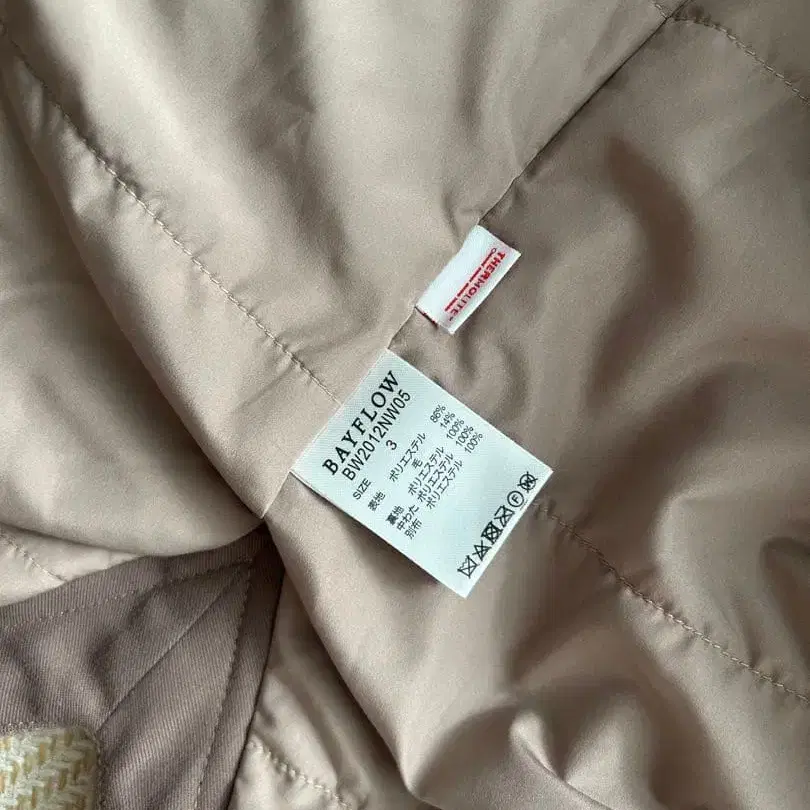 THERMOLITE®
BAYFLOW
BW2012NW05
SIZE 3
表地 ポリエステル 86%
毛 14%
裏地 ポリエステル 100%
中わた ポリエステル 100%
別布 ポリエステル 100%